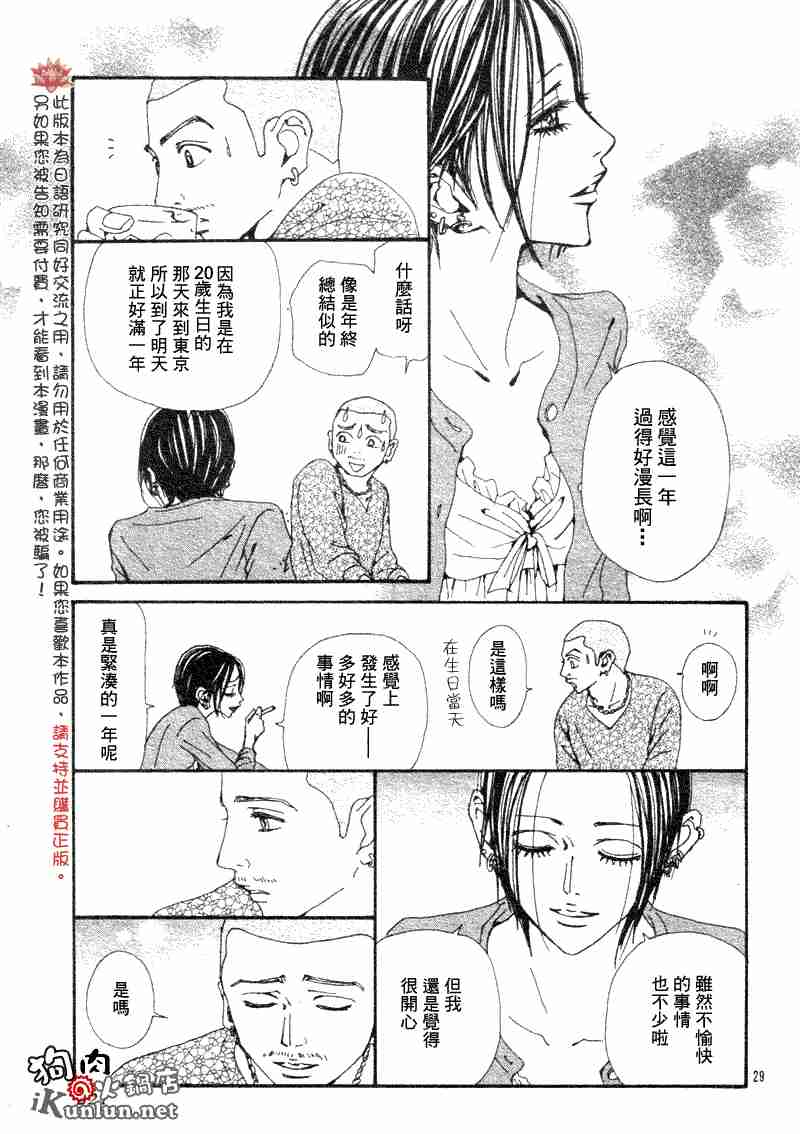 感覺這一年
過得好漫長啊…
什麼話呀
像是年終
總結似的
因為我是在
20歲生日的
那天來到東京
所以到了明天
就正好滿一年
啊啊
是這樣嗎
在生日當天
感覺上
發生了好——
多好多的
事情啊
真是緊湊的一年呢
雖然不愉快
的事情
也不少啦
但我
還是覺得
很開心
是嗎
29
此版本為日語研究同好交流之用，請勿用於任何商業用途。如果您喜歡本作品，請支持並購買正版。
另如果您被告知需要付費，才能看到本漫畫，那麼，您被騙了！
狗肉
火鍋店
iKunlun.net